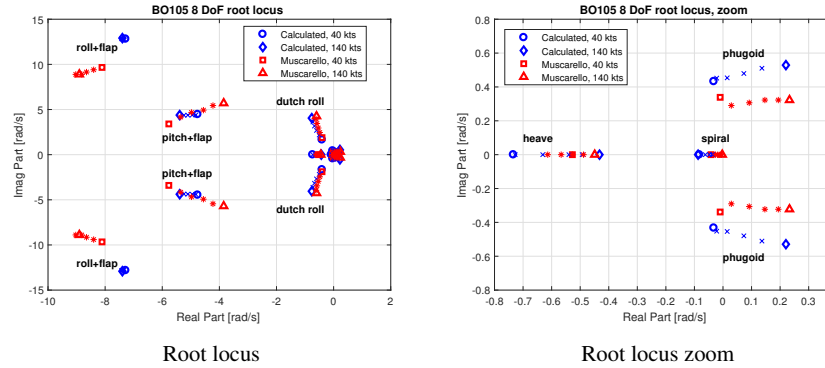 BO105 8 DoF root locus
15
10
5
0
-5
-10
-15
-10
-8
-6
-4
-2
0
2
Imag Part [rad/s]
Real Part [rad/s]
Calculated, 40 kts
Calculated, 140 kts
Muscarello, 40 kts
Muscarello, 140 kts
roll+flap
pitch+flap
dutch roll
pitch+flap
dutch roll
roll+flap
Root locus
BO105 8 DoF root locus, zoom
0.8
0.6
0.4
0.2
0
-0.2
-0.4
-0.6
-0.8
-0.8
-0.7
-0.6
-0.5
-0.4
-0.3
-0.2
-0.1
0
0.1
0.2
0.3
Imag Part [rad/s]
Real Part [rad/s]
Calculated, 40 kts
Calculated, 140 kts
Muscarello, 40 kts
Muscarello, 140 kts
phugoid
heave
spiral
phugoid
Root locus zoom